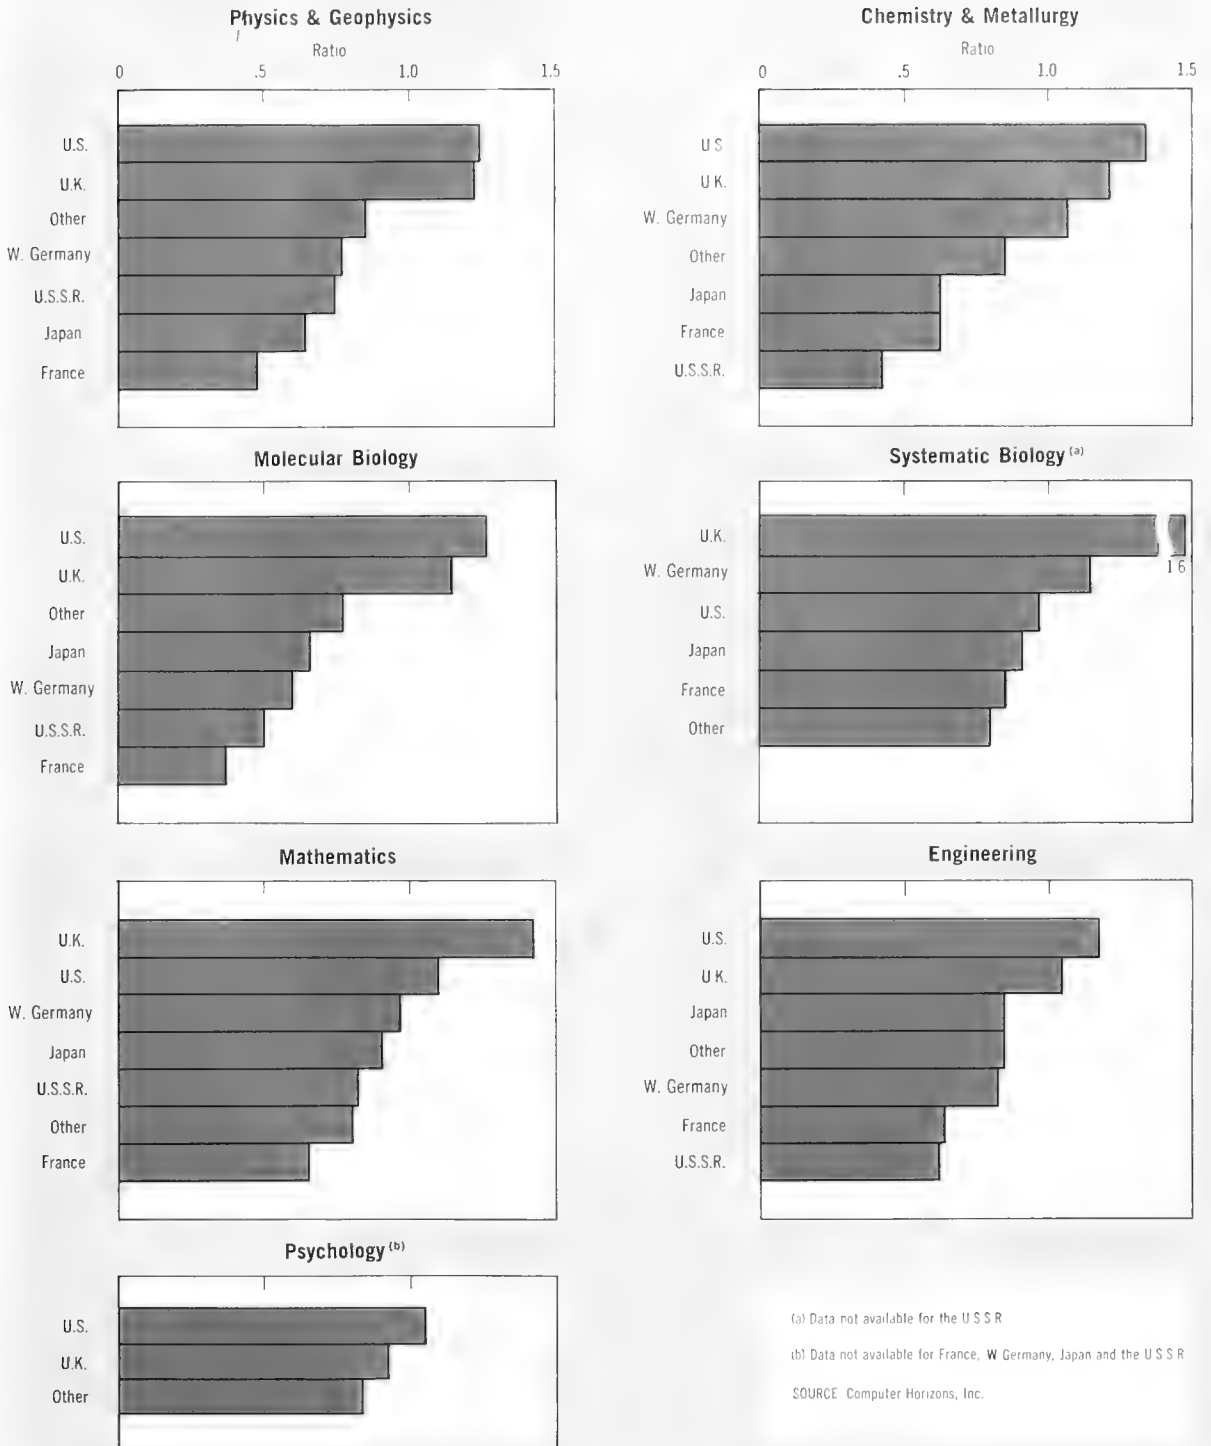 Physics & Geophysics
Ratio
0 .5 1.0 1.5
U.S.
U.K.
Other
W. Germany
U.S.S.R.
Japan
France
Chemistry & Metallurgy
Ratio
0 .5 1.0 1.5
U S
U K.
W. Germany
Other
Japan
France
U.S.S.R.
Molecular Biology
U.S.
U.K.
Other
Japan
W. Germany
U.S.S.R.
France
Systematic Biology (a)
U.K.
1 6
W. Germany
U.S.
Japan
France
Other
Mathematics
U.K.
U.S.
W. Germany
Japan
U.S.S.R.
Other
France
Engineering
U.S.
U K.
Japan
Other
W. Germany
France
U.S.S.R.
Psychology (b)
U.S.
U.K.
Other
(a) Data not available for the U S S R
(b) Data not available for France, W Germany, Japan and the U S S R
SOURCE Computer Horizons, Inc.